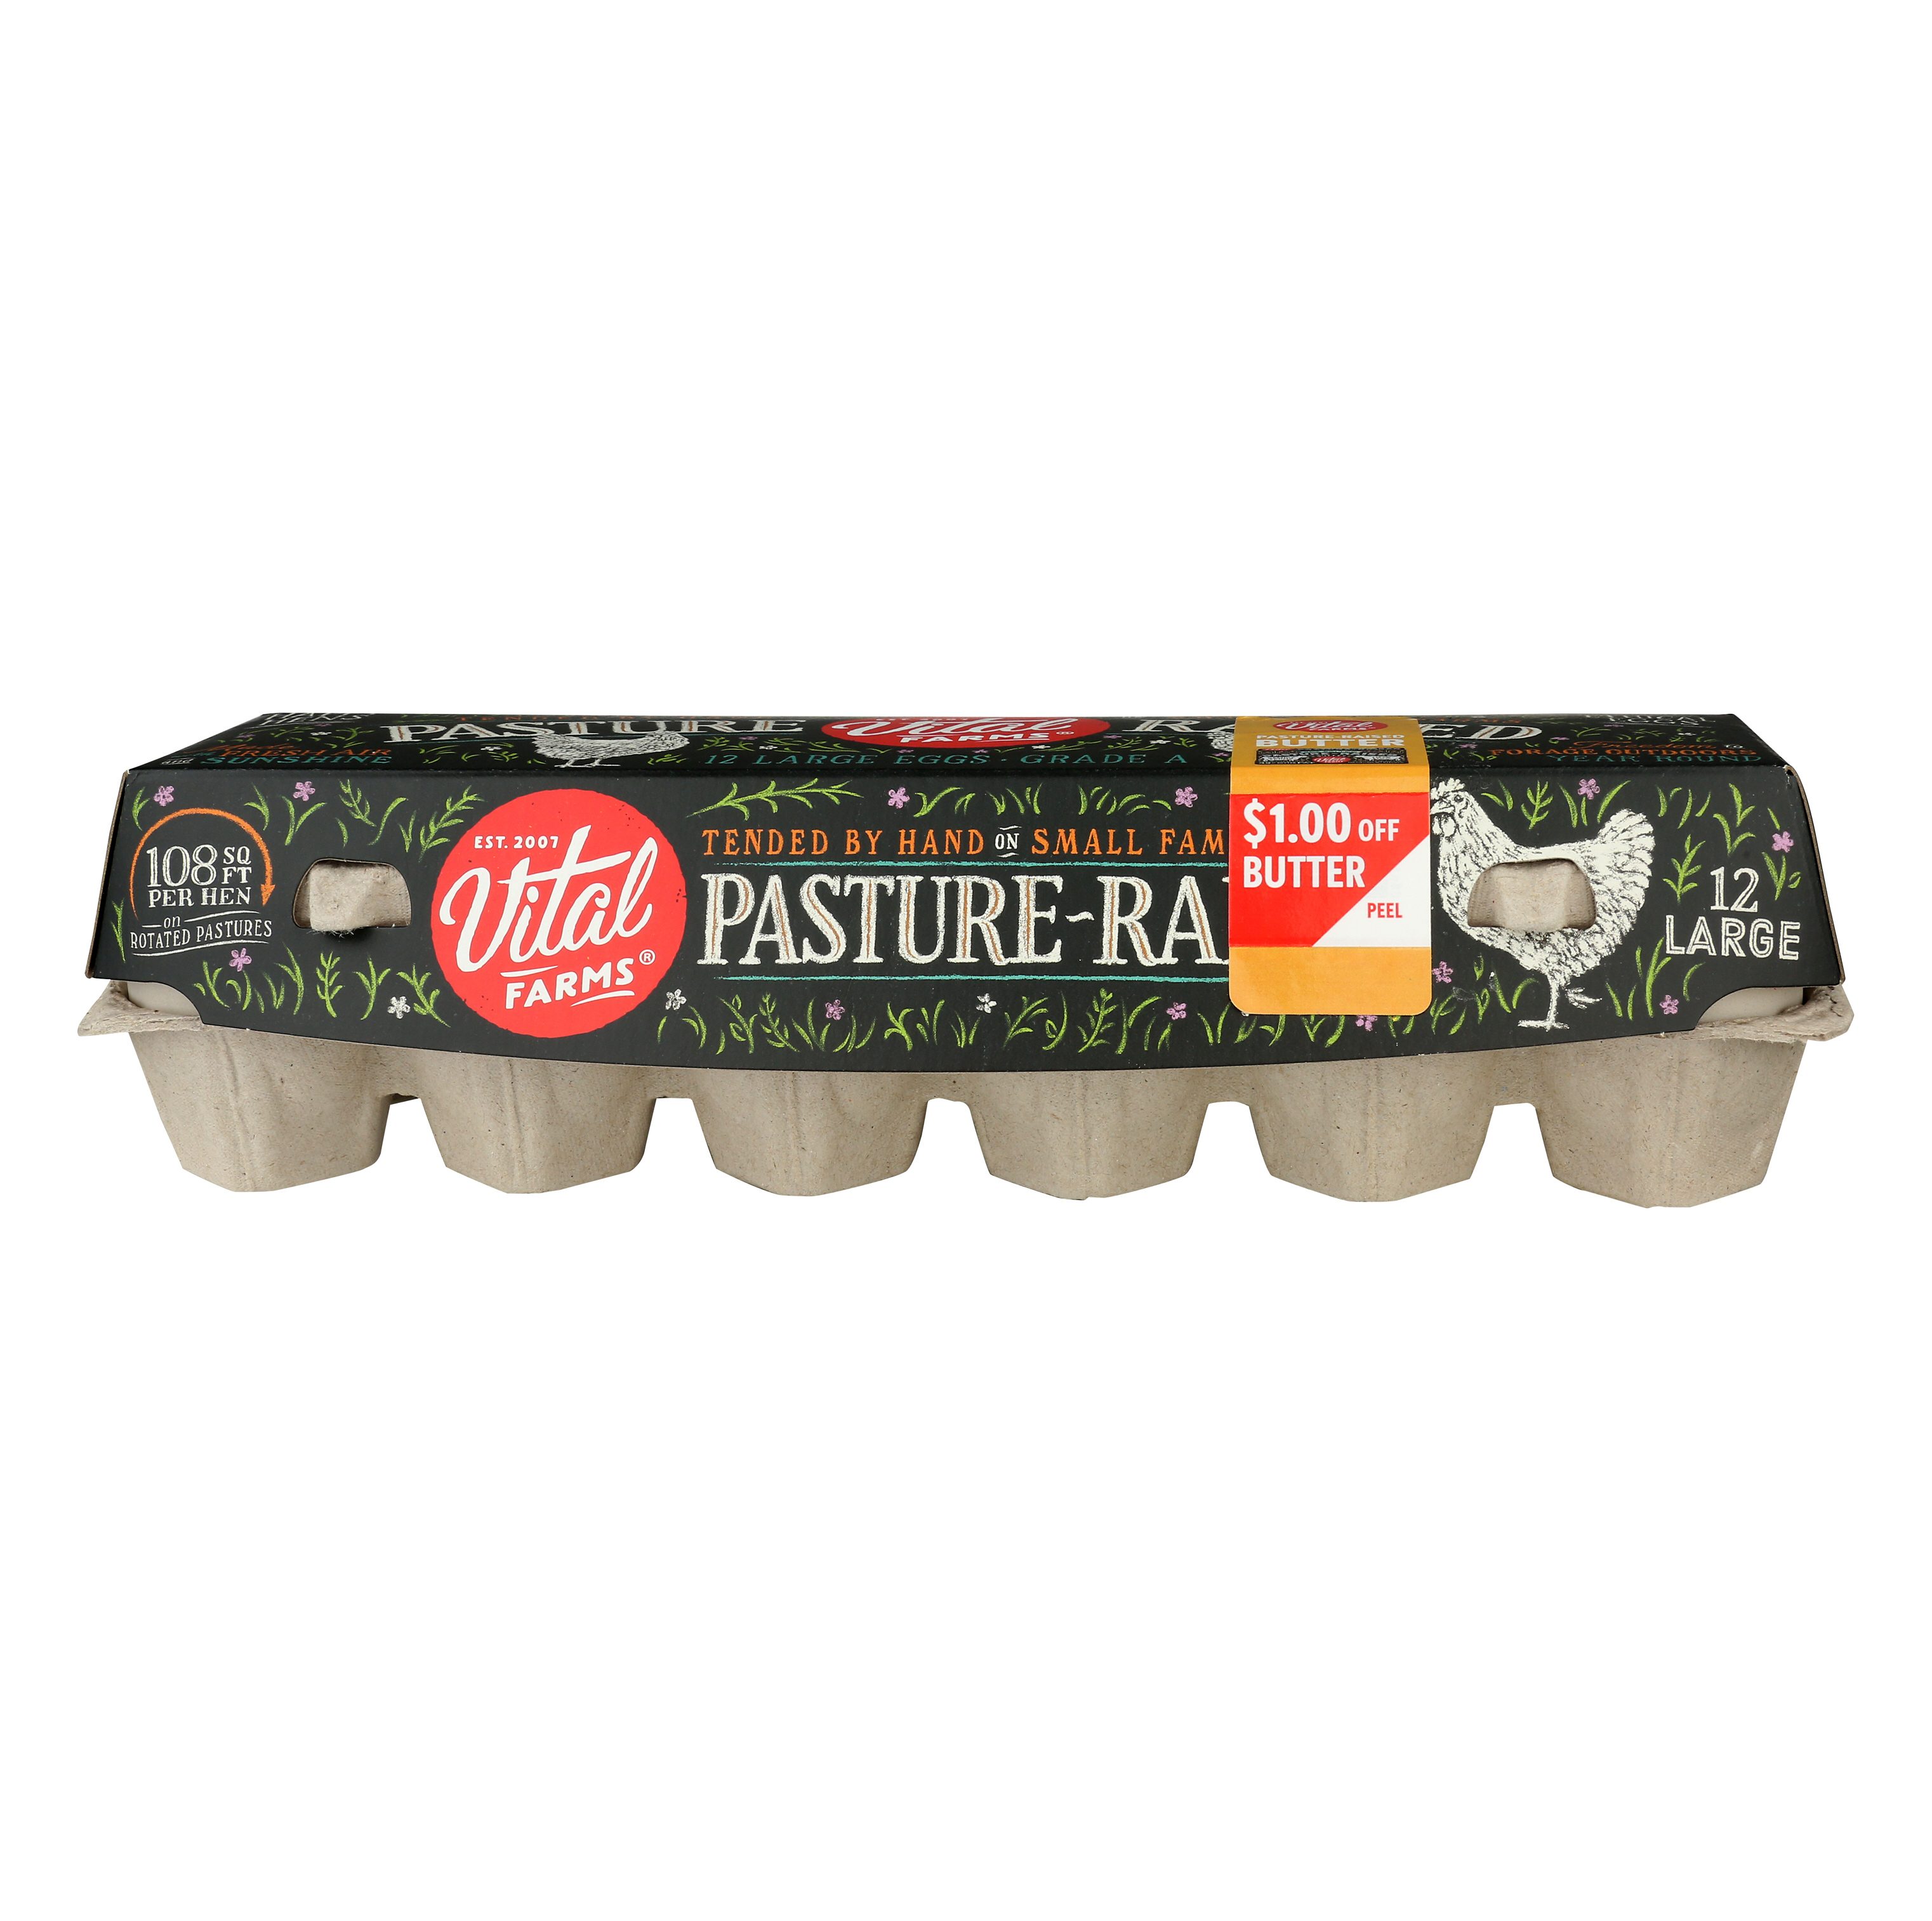 PASTURE
Vital
FARMS®
FRESH AIR
SUNSHINE
12 LARGE EGGS · GRADE A
PASTURE-RAISED
BUTTER
FORAGE OUTDOORS
YEAR ROUND
108 SQ FT
PER HEN
on
ROTATED PASTURES
EST. 2007
Vital
FARMS®
TENDED BY HAND ON SMALL FAM
PASTURE-RA
$1.00 OFF
BUTTER
PEEL
12
LARGE